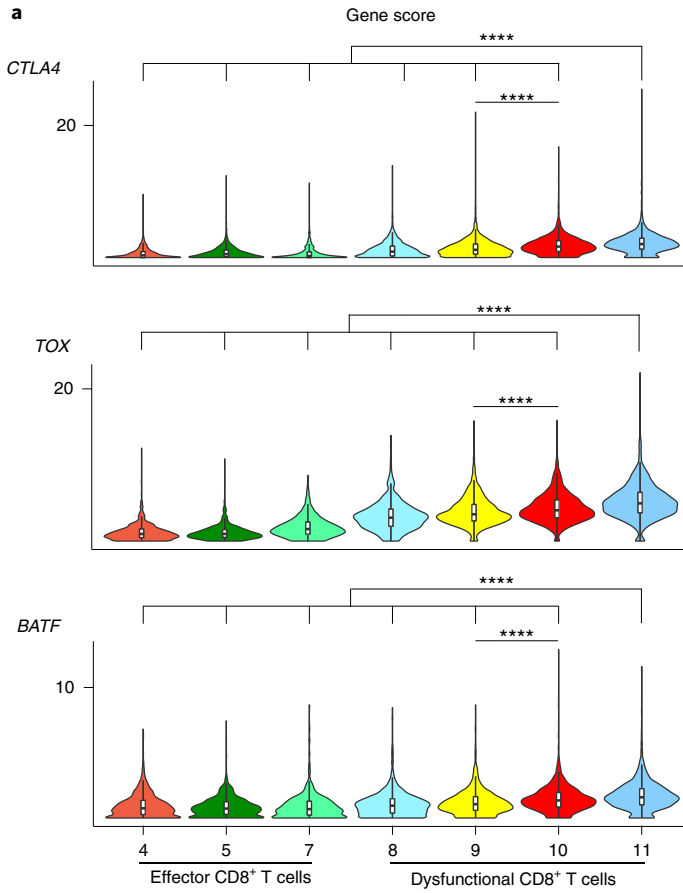 a
Gene score
****
CTLA4
****
20
****
TOX
20
****
****
BATF
****
10
4 5 7 8 9 10 11
Effector CD8⁺ T cells Dysfunctional CD8⁺ T cells